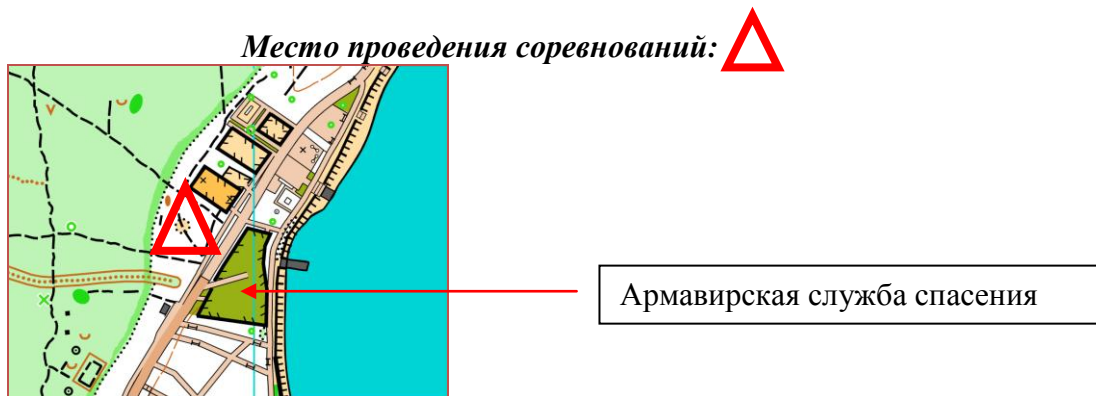 Место проведения соревнований:
Армавирская служба спасения